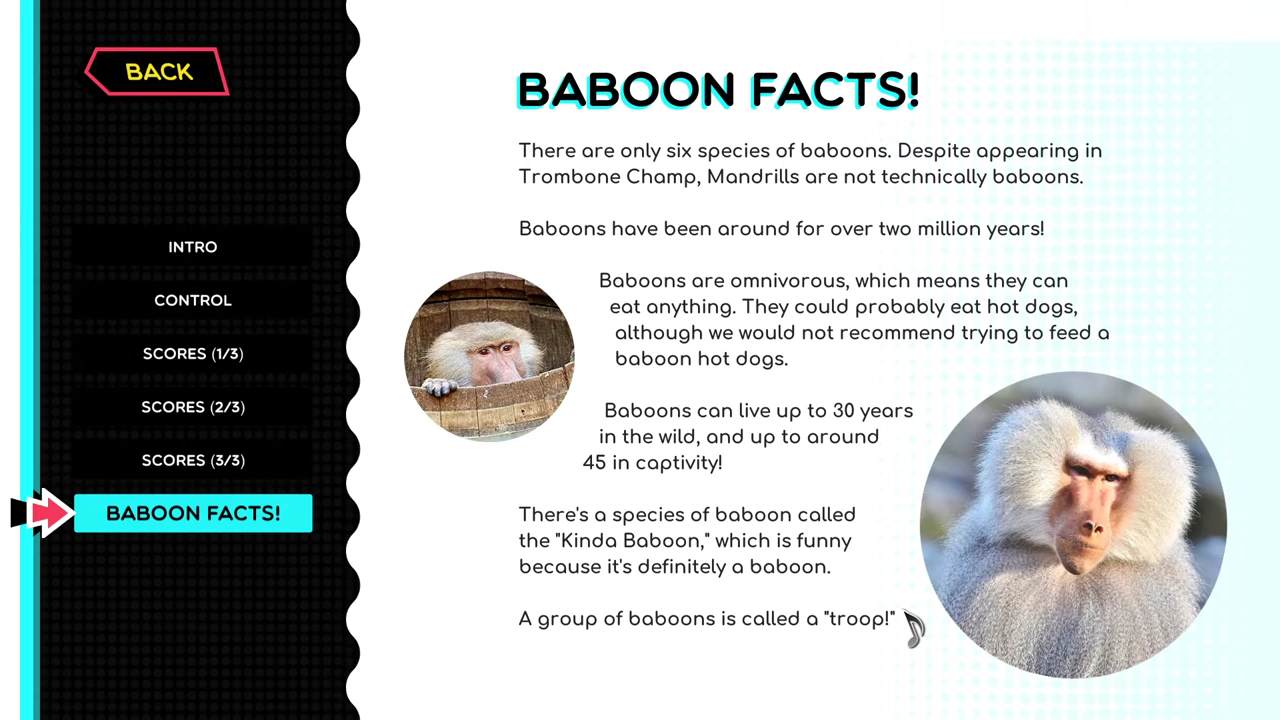 BACK
INTRO
CONTROL
SCORES (1/3)
SCORES (2/3)
SCORES (3/3)
BABOON FACTS!
BABOON FACTS!
There are only six species of baboons. Despite appearing in
Trombone Champ, Mandrills are not technically baboons.
Baboons have been around for over two million years!
Baboons are omnivorous, which means they can
eat anything. They could probably eat hot dogs,
although we would not recommend trying to feed a
baboon hot dogs.
Baboons can live up to 30 years
in the wild, and up to around
45 in captivity!
There's a species of baboon called
the "Kinda Baboon," which is funny
because it's definitely a baboon.
A group of baboons is called a "troop!"